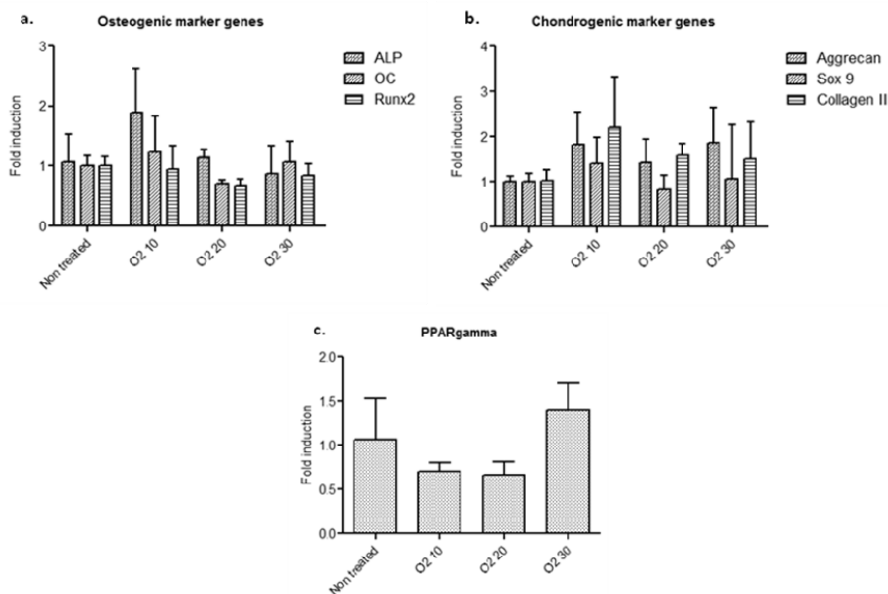 a.
Osteogenic marker genes
Fold induction
3
2
1
0
Non treated
O2 10
O2 20
O2 30
ALP
OC
Runx2
b.
Chondrogenic marker genes
Fold induction
4
3
2
1
0
Non treated
O2 10
O2 20
O2 30
Aggrecan
Sox 9
Collagen II
c.
PPARgamma
Fold induction
2.0
1.5
1.0
0.5
0.0
Non treated
O2 10
O2 20
O2 30